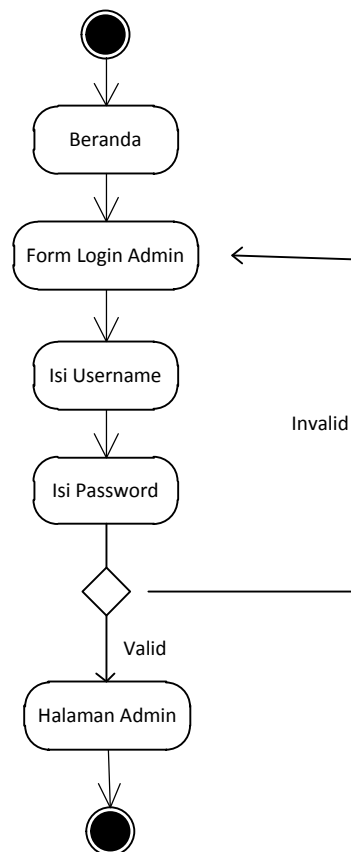 Beranda
Form Login Admin
Isi Username
Invalid
Isi Password
Valid
Halaman Admin